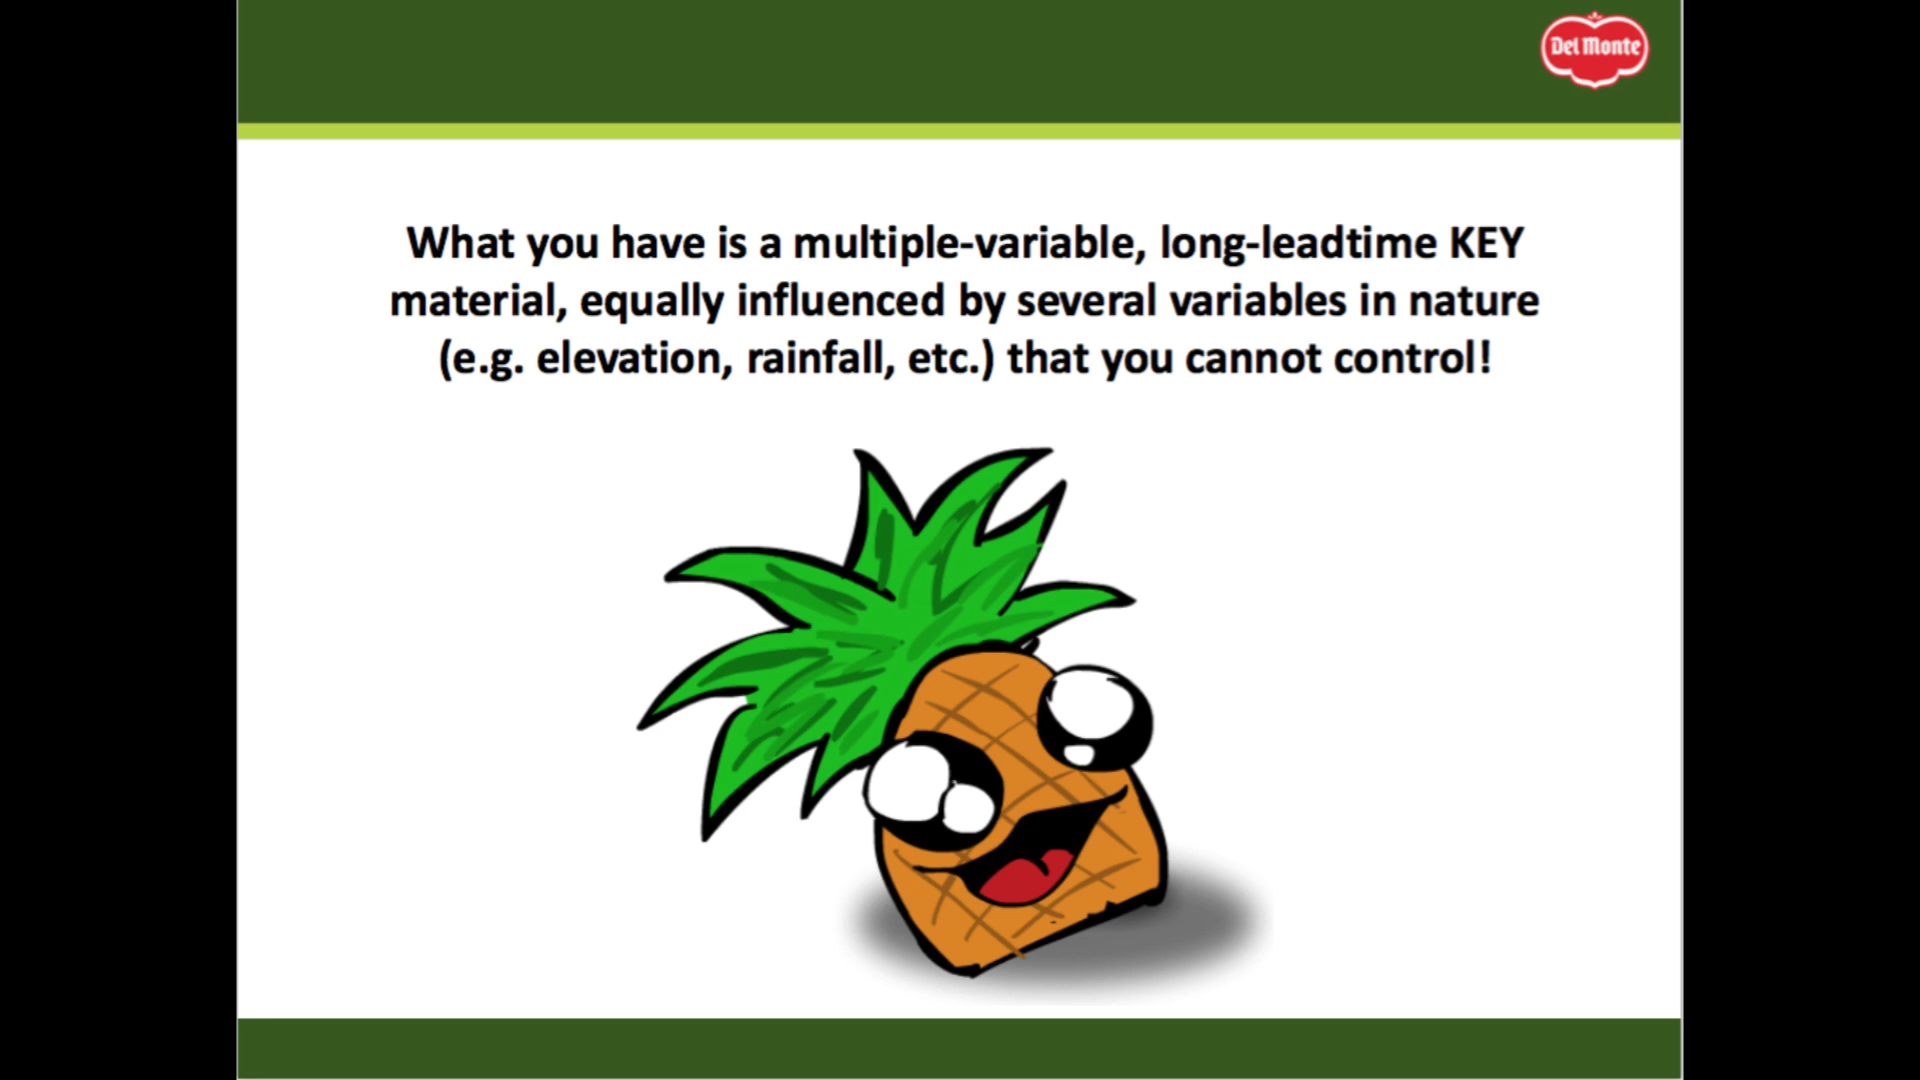 Del Monte
What you have is a multiple-variable, long-leadtime KEY
material, equally influenced by several variables in nature
(e.g. elevation, rainfall, etc.) that you cannot control!